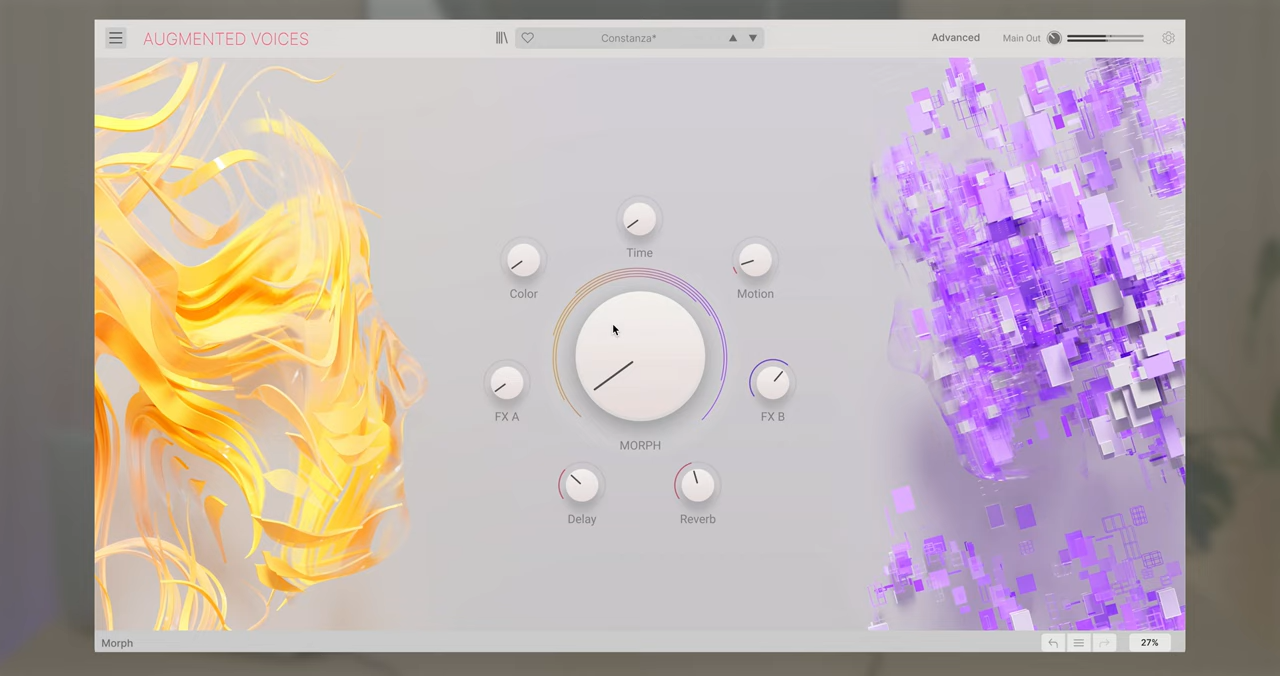 AUGMENTED VOICES
Constanza*
Advanced
Main Out
Time
Color
Motion
FX A
FX B
MORPH
Delay
Reverb
Morph
27%